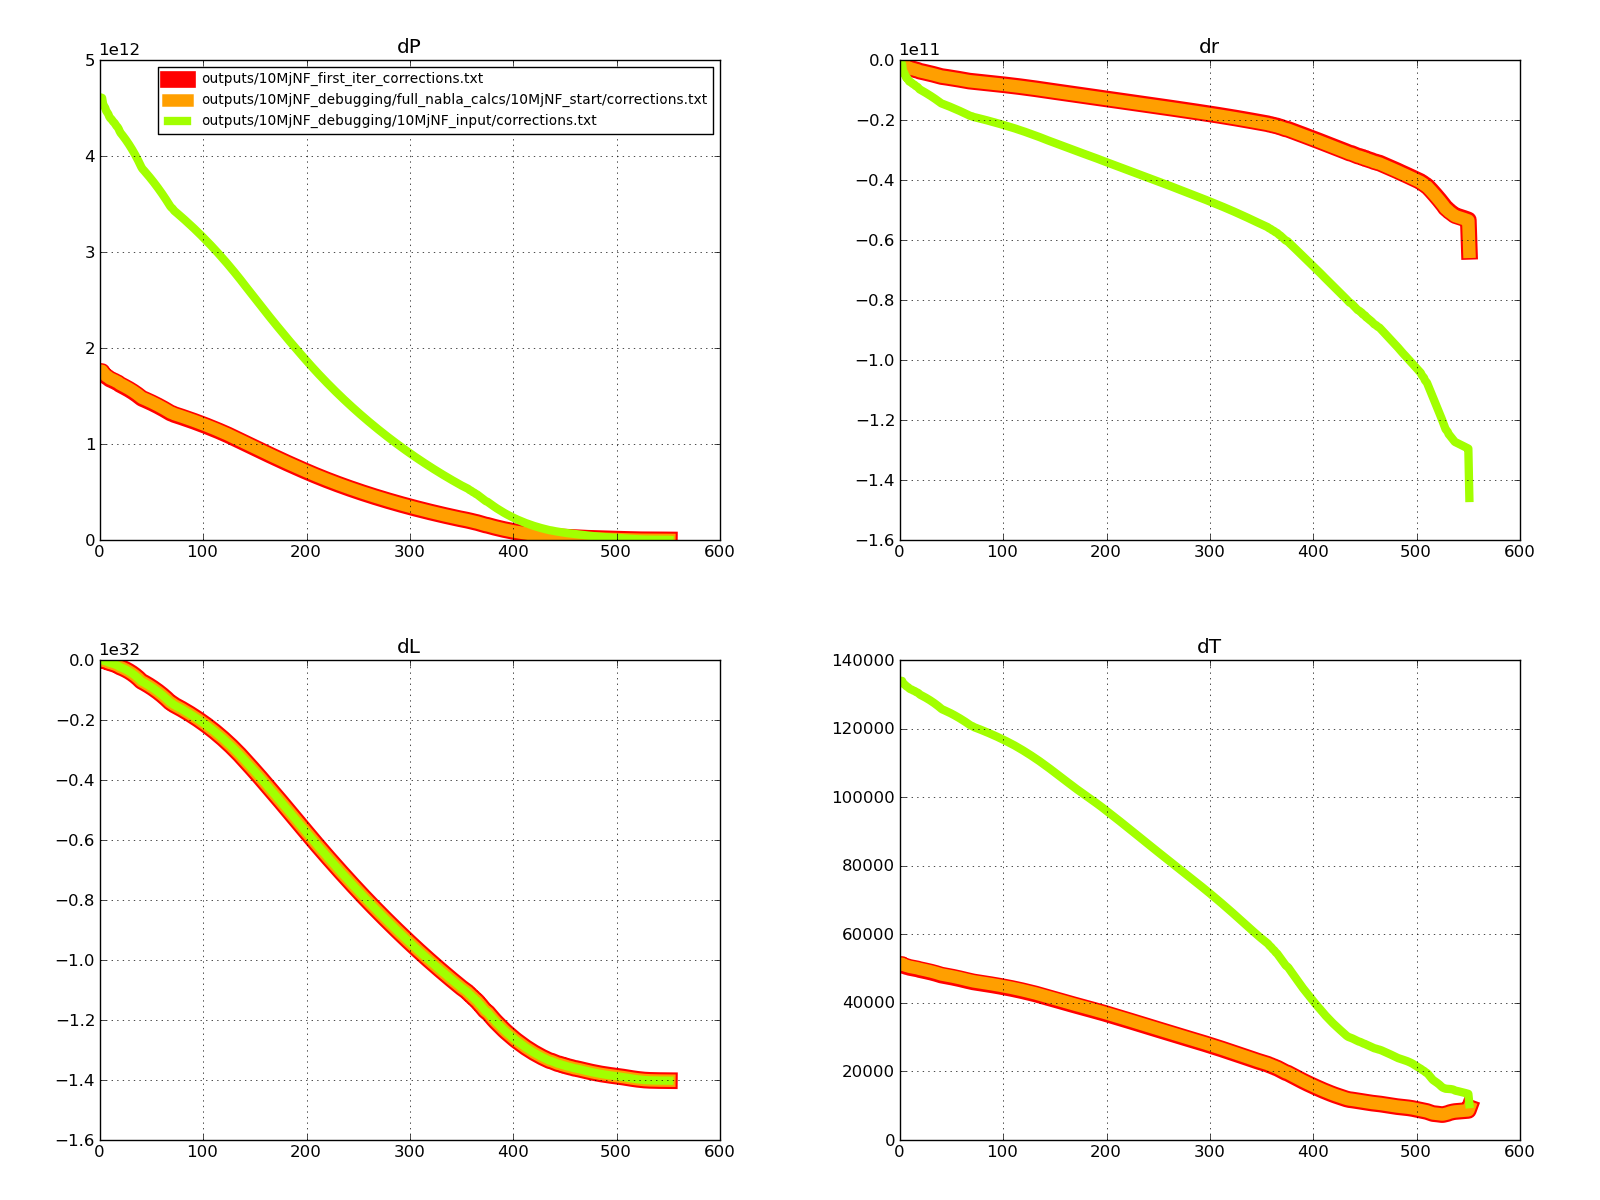 dP
1e12
5
4
3
2
1
0
outputs/10MjNF_first_iter_corrections.txt
outputs/10MjNF_debugging/full_nabla_calcs/10MjNF_start/corrections.txt
outputs/10MjNF_debugging/10MjNF_input/corrections.txt
0 100 200 300 400 500 600
dr
1e11
0.0
−0.2
−0.4
−0.6
−0.8
−1.0
−1.2
−1.4
−1.6
0 100 200 300 400 500 600
dL
1e32
0.0
−0.2
−0.4
−0.6
−0.8
−1.0
−1.2
−1.4
−1.6
0 100 200 300 400 500 600
dT
140000
120000
100000
80000
60000
40000
20000
0
0 100 200 300 400 500 600